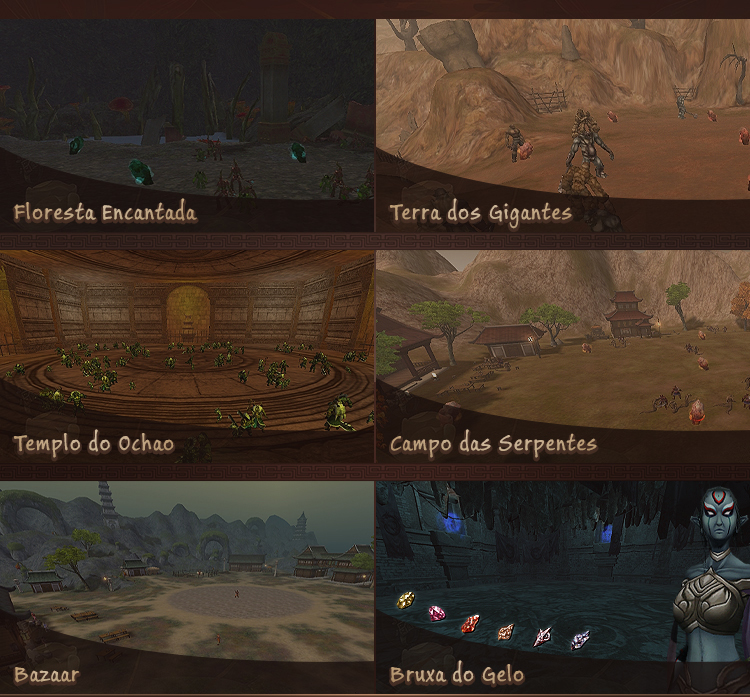 Floresta Encantada
Terra dos Gigantes
Templo do Ochao
Campo das Serpentes
Bazaar
Bruxa do Gelo